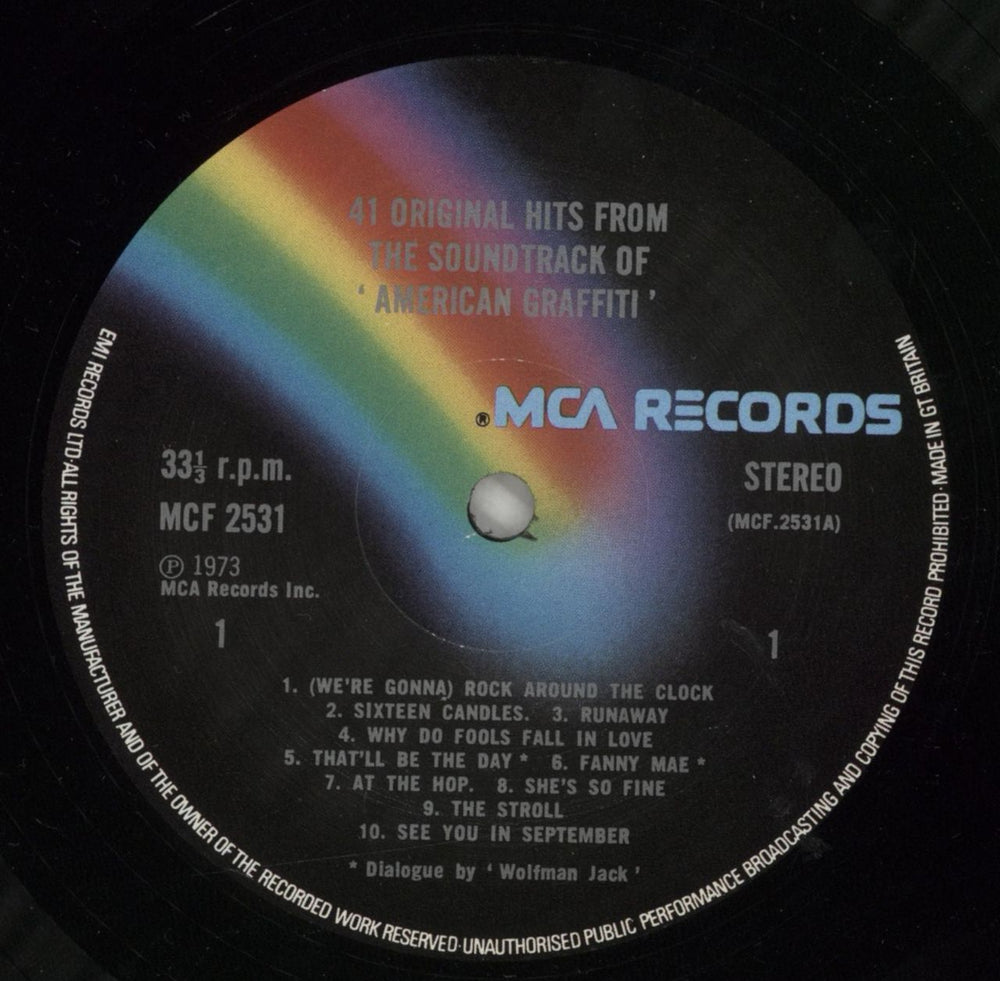 41 ORIGINAL HITS FROM
THE SOUNDTRACK OF
' AMERICAN GRAFFITI '
® MCA RECORDS
33⅓ r.p.m.
MCF 2531
Ⓟ 1973
MCA Records Inc.
1
STEREO
(MCF.2531A)
1
1. (WE'RE GONNA) ROCK AROUND THE CLOCK
2. SIXTEEN CANDLES. 3. RUNAWAY
4. WHY DO FOOLS FALL IN LOVE
5. THAT'LL BE THE DAY * 6. FANNY MAE *
7. AT THE HOP. 8. SHE'S SO FINE
9. THE STROLL
10. SEE YOU IN SEPTEMBER
* Dialogue by ' Wolfman Jack '
EMI RECORDS LTD·ALL RIGHTS OF THE MANUFACTURER AND OF THE OWNER OF THE RECORDED WORK RESERVED·UNAUTHORISED PUBLIC PERFORMANCE BROADCASTING AND COPYING OF THIS RECORD PROHIBITED·MADE IN GT BRITAIN